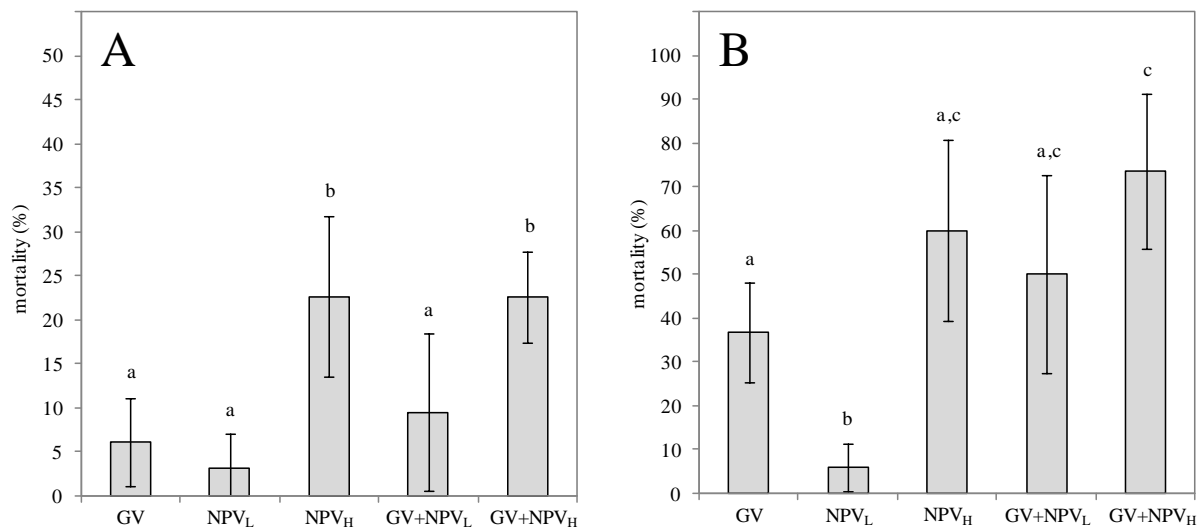 A
mortality (%)
50
45
40
35
30
25
20
15
10
5
0
a
a
b
a
b
GV
NPVL
NPVH
GV+NPVL
GV+NPVH
B
mortality (%)
100
90
80
70
60
50
40
30
20
10
0
a
b
a,c
a,c
c
GV
NPVL
NPVH
GV+NPVL
GV+NPVH